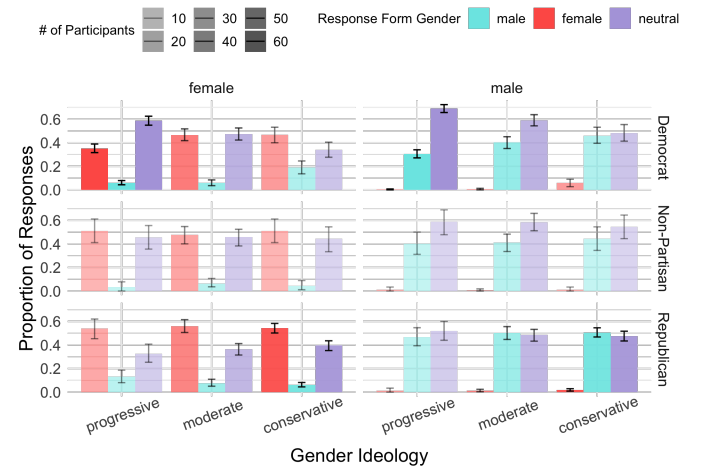 # of Participants 10 30 50
20 40 60
Response Form Gender male female neutral
female male
Proportion of Responses
0.6
0.4
0.2
0.0
Democrat
0.6
0.4
0.2
0.0
Non-Partisan
0.6
0.4
0.2
0.0
Republican
progressive moderate conservative progressive moderate conservative
Gender Ideology